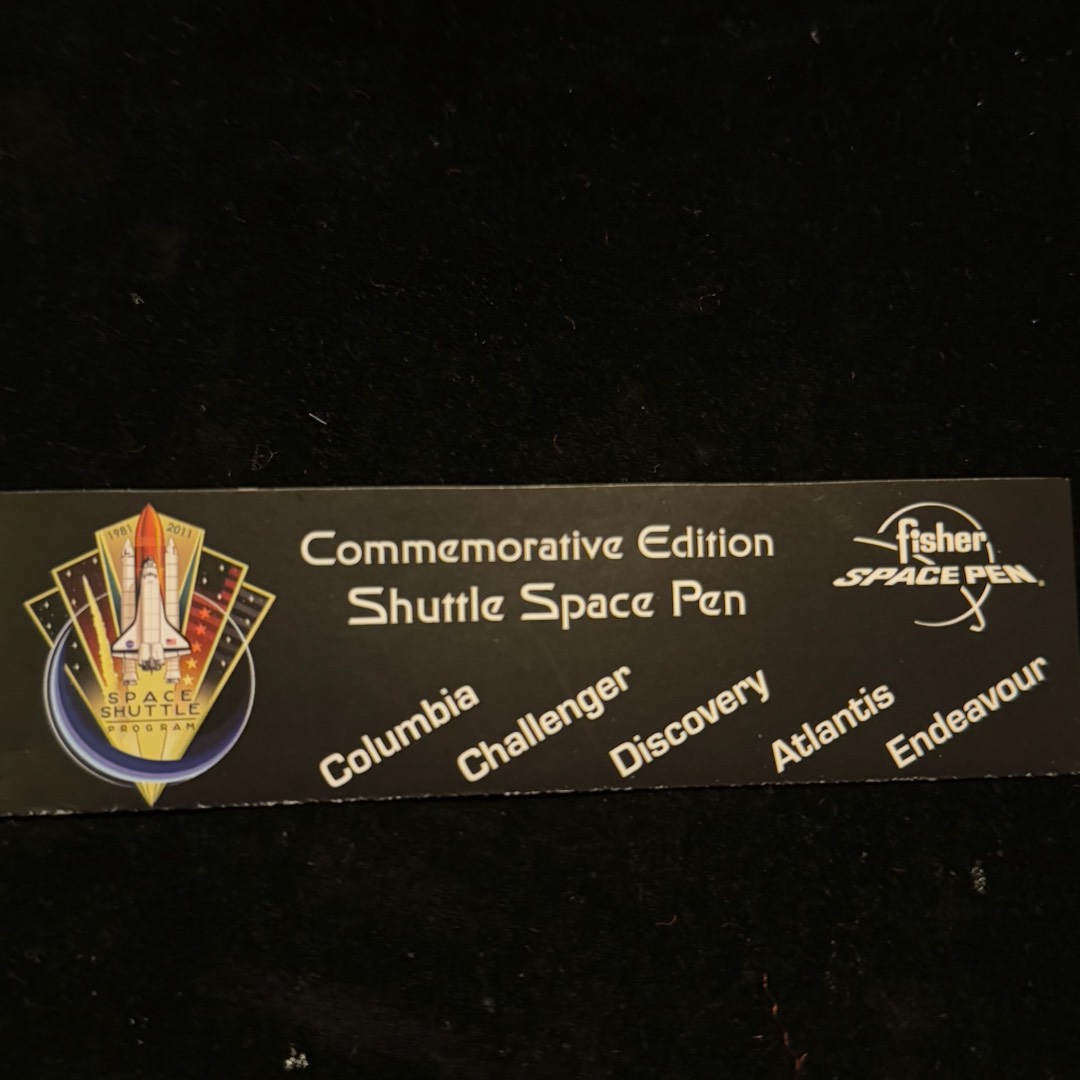 1981 2011
SPACE
SHUTTLE
PROGRAM
Commemorative Edition
Shuttle Space Pen
fisher
SPACE PEN®
Columbia
Challenger
Discovery
Atlantis
Endeavour